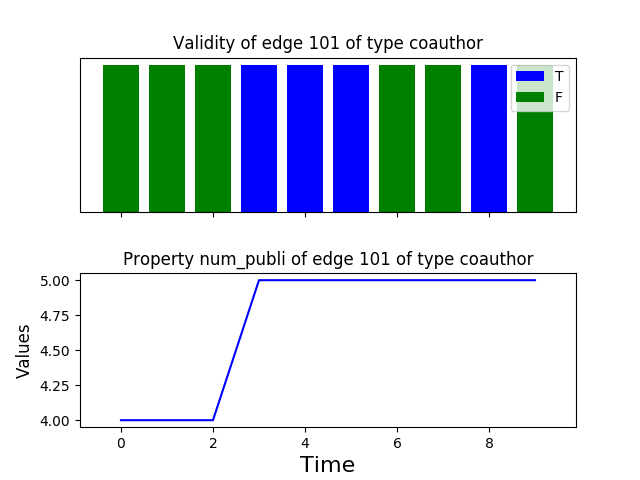 Validity of edge 101 of type coauthor
T
F
Property num_publi of edge 101 of type coauthor
5.00
4.75
4.50
4.25
4.00
Values
0 2 4 6 8
Time